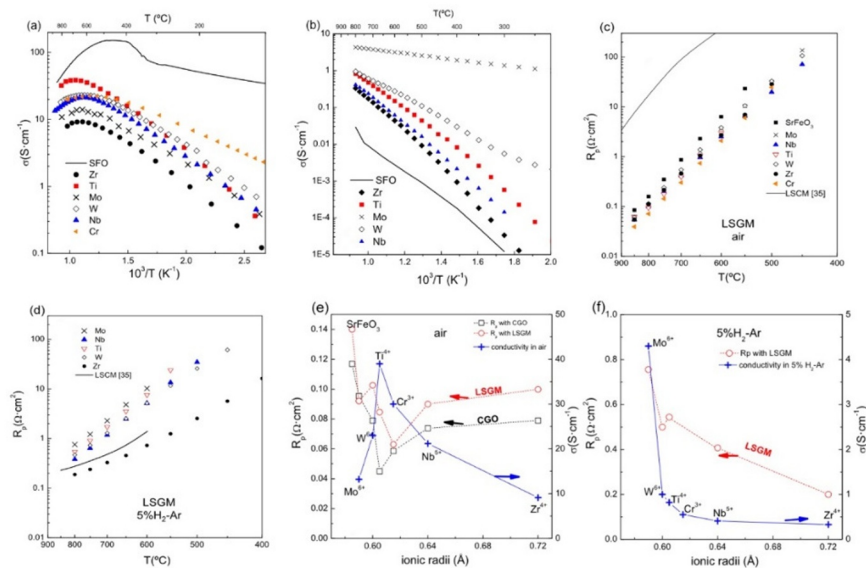 (a)
T (ºC)
800 600 400 200
σ(S·cm⁻¹)
100
10
1
0.1
SFO
Zr
Ti
Mo
W
Nb
Cr
1.0 1.5 2.0 2.5
10³/T (K⁻¹)
(b)
T(ºC)
900 800 700 600 500 400 300 200
σ(S·cm⁻¹)
10
1
0.1
0.01
1E-3
1E-4
1E-5
SFO
Zr
Ti
Mo
W
Nb
1.0 1.2 1.4 1.6 1.8 2.0
10³/T (K⁻¹)
(c)
Rp(Ω·cm²)
100
10
1
0.1
0.01
SrFeO₃
Mo
Nb
Ti
W
Zr
Cr
LSCM [35]
LSGM
air
900 800 700 600 500 400
T(ºC)
(d)
Rp(Ω·cm²)
100
10
1
0.1
0.01
Mo
Nb
Ti
W
Zr
LSCM [35]
LSGM
5%H₂-Ar
800 700 600 500 400
T(ºC)
(e)
air
Rp with CGO
Rp with LSGM
conductivity in air
Rp(Ω·cm²)
0.14
0.12
0.10
0.08
0.06
0.04
0.02
0.00
SrFeO₃
Ti⁴⁺
Cr³⁺
W⁶⁺
Mo⁶⁺
Nb⁵⁺
Zr⁴⁺
LSGM
CGO
50
40
30
20
10
0
σ(S·cm⁻¹)
0.60 0.64 0.68 0.72
ionic radii (Å)
(f)
5%H₂-Ar
Rp with LSGM
conductivity in 5% H₂-Ar
Rp(Ω·cm²)
1.0
0.8
0.6
0.4
0.2
0.0
Mo⁶⁺
W⁶⁺
Ti⁴⁺
Cr³⁺
Nb⁵⁺
Zr⁴⁺
LSGM
5
4
3
2
1
0
σ(S·cm⁻¹)
0.60 0.64 0.68 0.72
ionic radii (Å)